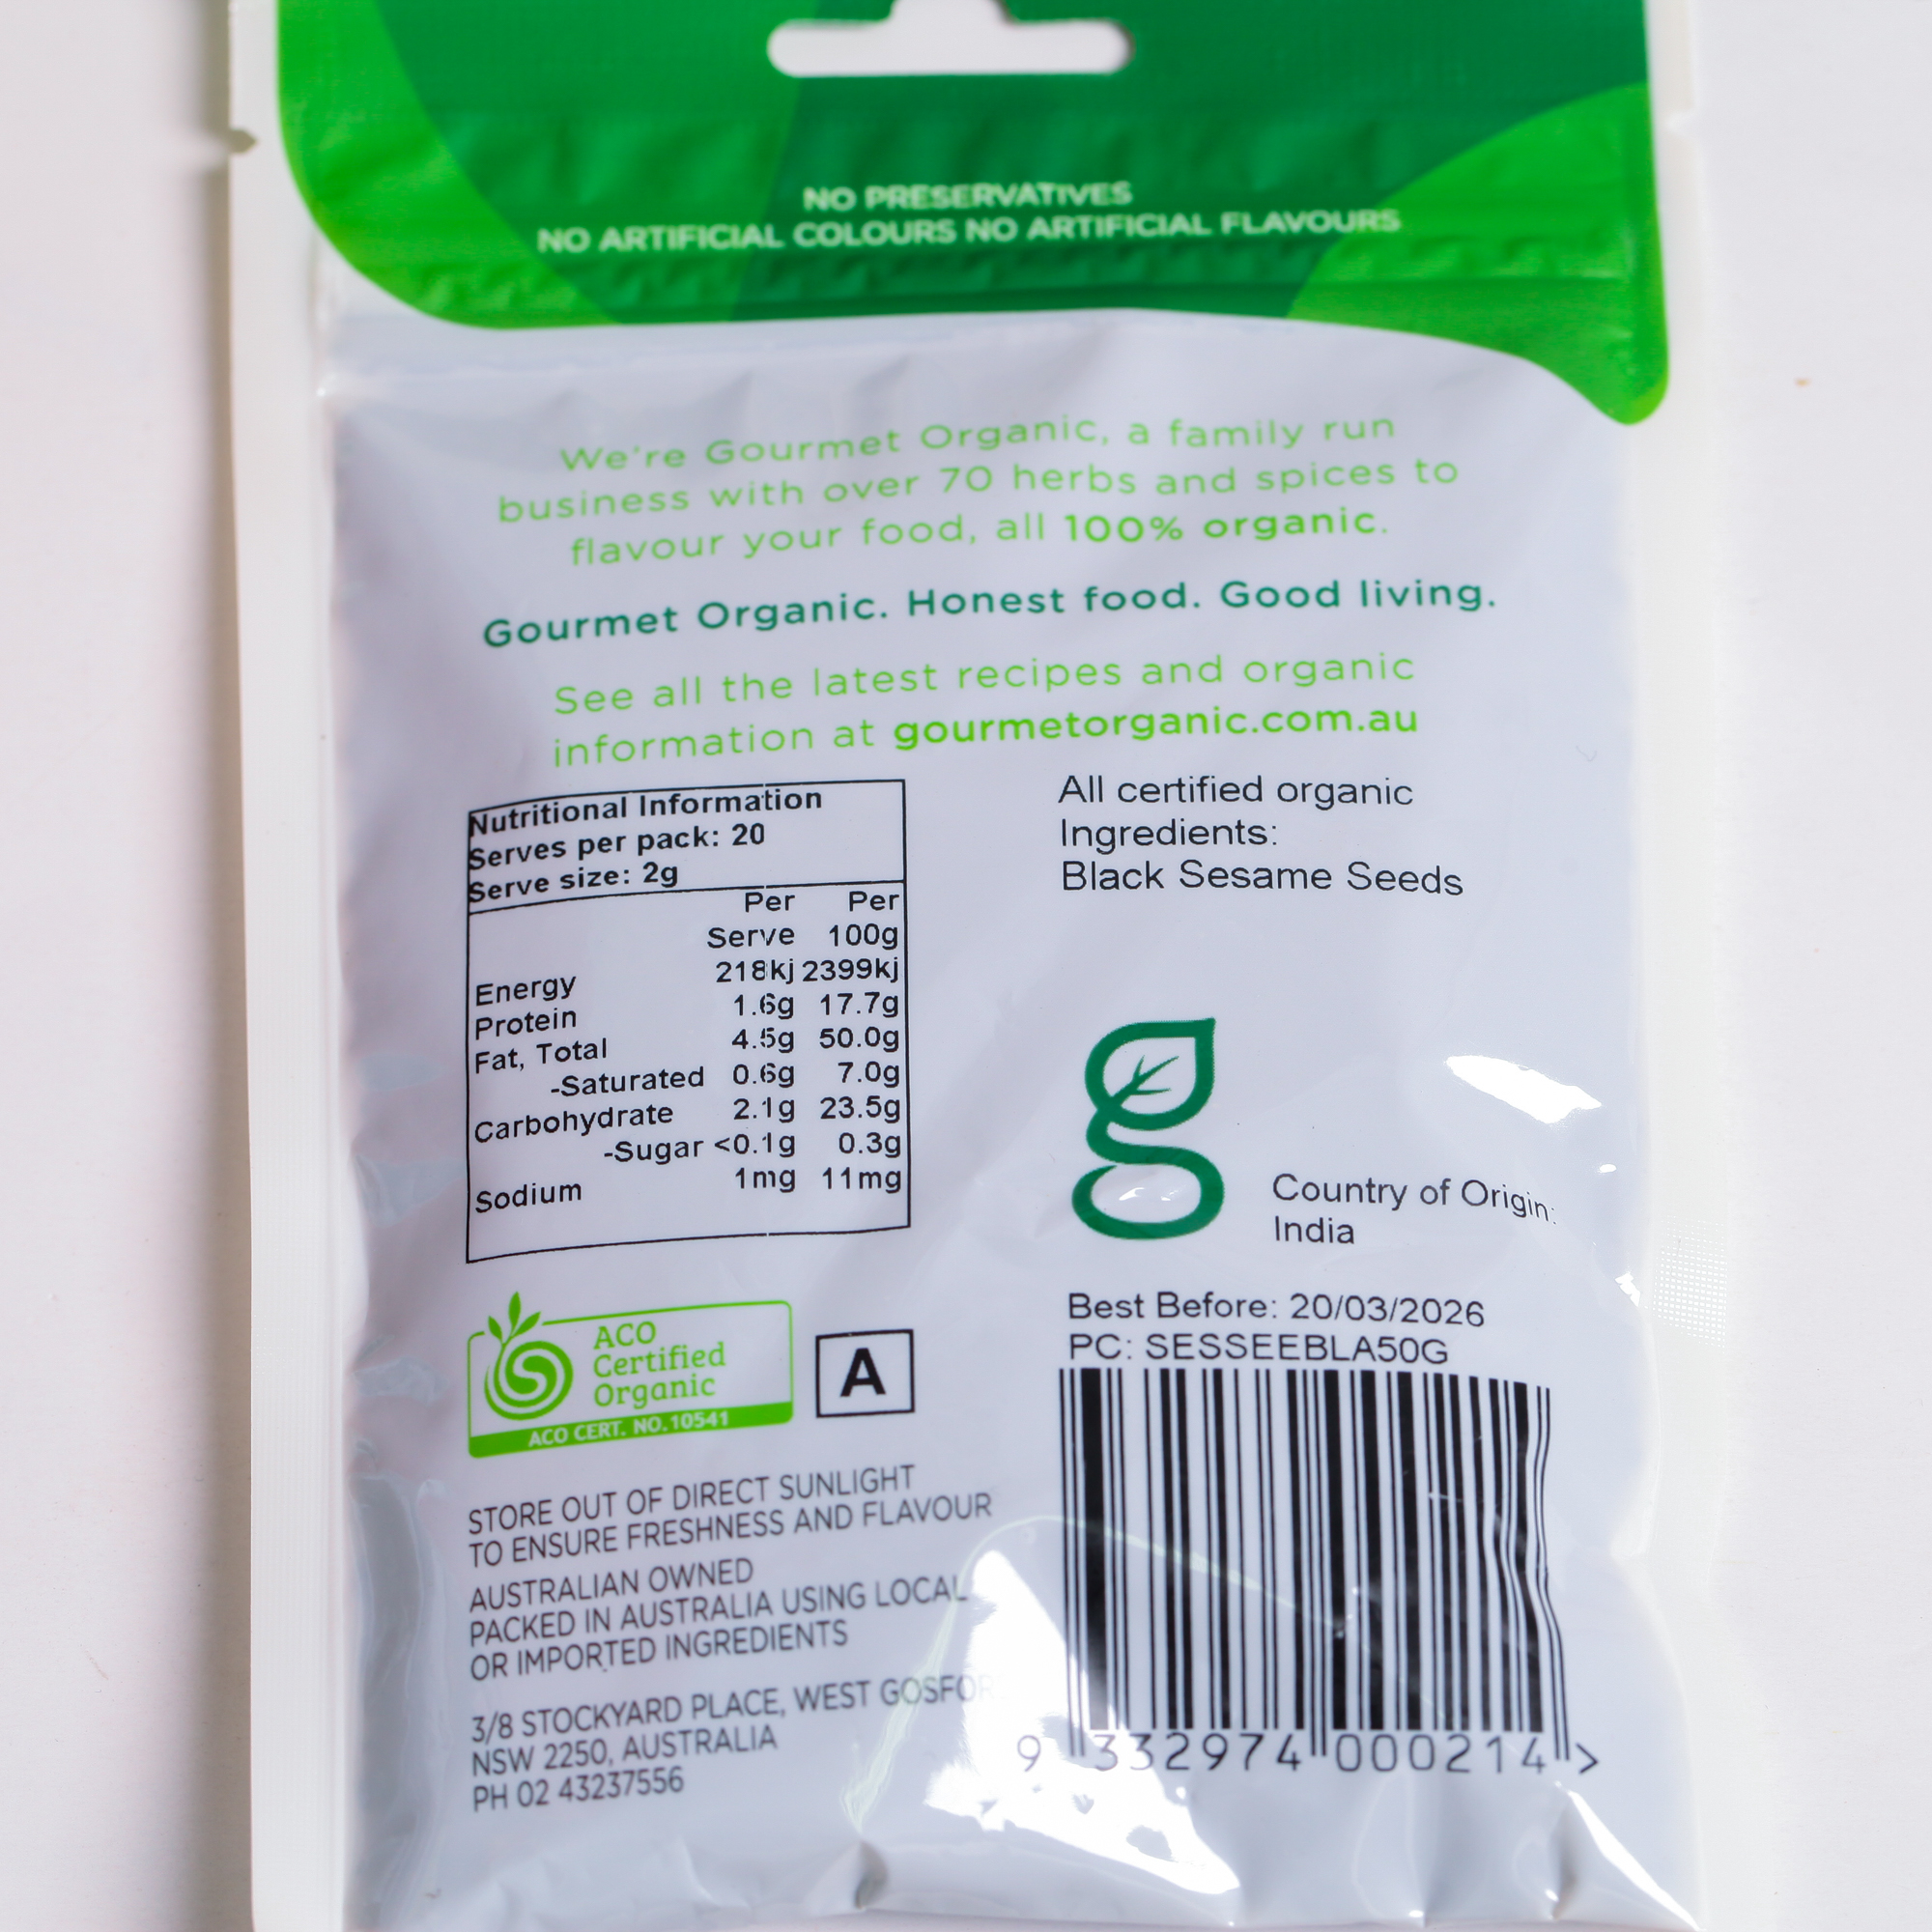 NO PRESERVATIVES
NO ARTIFICIAL COLOURS NO ARTIFICIAL FLAVOURS
We're Gourmet Organic, a family run
business with over 70 herbs and spices to
flavour your food, all 100% organic.
Gourmet Organic. Honest food. Good living.
See all the latest recipes and organic
information at gourmetorganic.com.au
Nutritional Information
Serves per pack: 20
Serve size: 2g
Per Per
Serve 100g
Energy 218kj 2399kj
Protein 1.6g 17.7g
Fat, Total 4.5g 50.0g
-Saturated 0.6g 7.0g
Carbohydrate 2.1g 23.5g
-Sugar <0.1g 0.3g
Sodium 1mg 11mg
All certified organic
Ingredients:
Black Sesame Seeds
Country of Origin:
India
ACO
Certified
Organic
ACO CERT. NO. 10541
A
Best Before: 20/03/2026
PC: SESSEEBLA50G
STORE OUT OF DIRECT SUNLIGHT
TO ENSURE FRESHNESS AND FLAVOUR
AUSTRALIAN OWNED
PACKED IN AUSTRALIA USING LOCAL
OR IMPORTED INGREDIENTS
3/8 STOCKYARD PLACE, WEST GOSFOR
NSW 2250, AUSTRALIA
PH 02 43237556
9 332974 000214 >